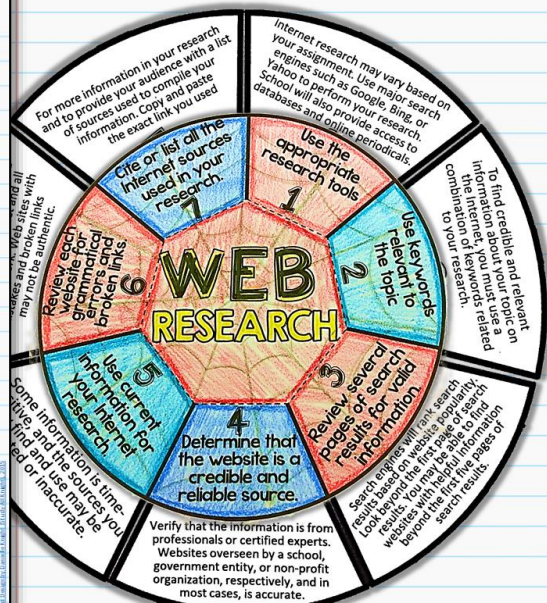 WEB
RESEARCH
1
Use the
appropriate
research tools
Internet research may vary based on
your assignment. Use major search
engines such as Google, Bing, or
Yahoo to perform your research.
School will also provide access to
databases and online periodicals.
2
Use keywords
relevant to
the topic
To find credible and relevant
information about your topic on
the Internet, you must use a
combination of keywords related
to your research.
3
Review several
pages of search
results for valid
information.
Search engines will rank search
results based on website popularity.
Look beyond the first page of search
results. You may be able to find
websites with helpful information
beyond the first five pages of
search results.
4
Determine that
the website is a
credible and
reliable source.
Verify that the information is from
professionals or certified experts.
Websites overseen by a school,
government entity, or non-profit
organization, respectively, and in
most cases, is accurate.
5
Use current
information for
your Internet
research.
Some information is time-
tive, and the sources you
find and use may be
ed or inaccurate.
6
Review each
website for
grammatical
errors and
broken links.
and all
Web sites with
takes and broken links
may not be authentic.
7
Cite or list all the
Internet sources
used in your
research.
For more information in your research
and to provide your audience with a list
of sources used to compile your
information. Copy and paste
the exact link you used